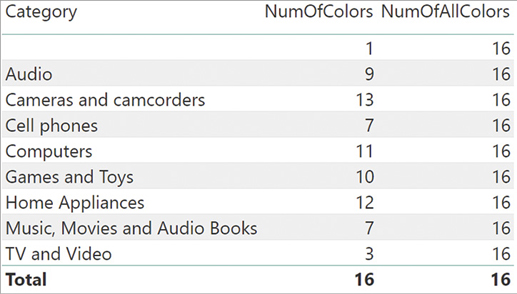 Category NumOfColors NumOfAllColors
1 16
Audio 9 16
Cameras and camcorders 13 16
Cell phones 7 16
Computers 11 16
Games and Toys 10 16
Home Appliances 12 16
Music, Movies and Audio Books 7 16
TV and Video 3 16
Total 16 16